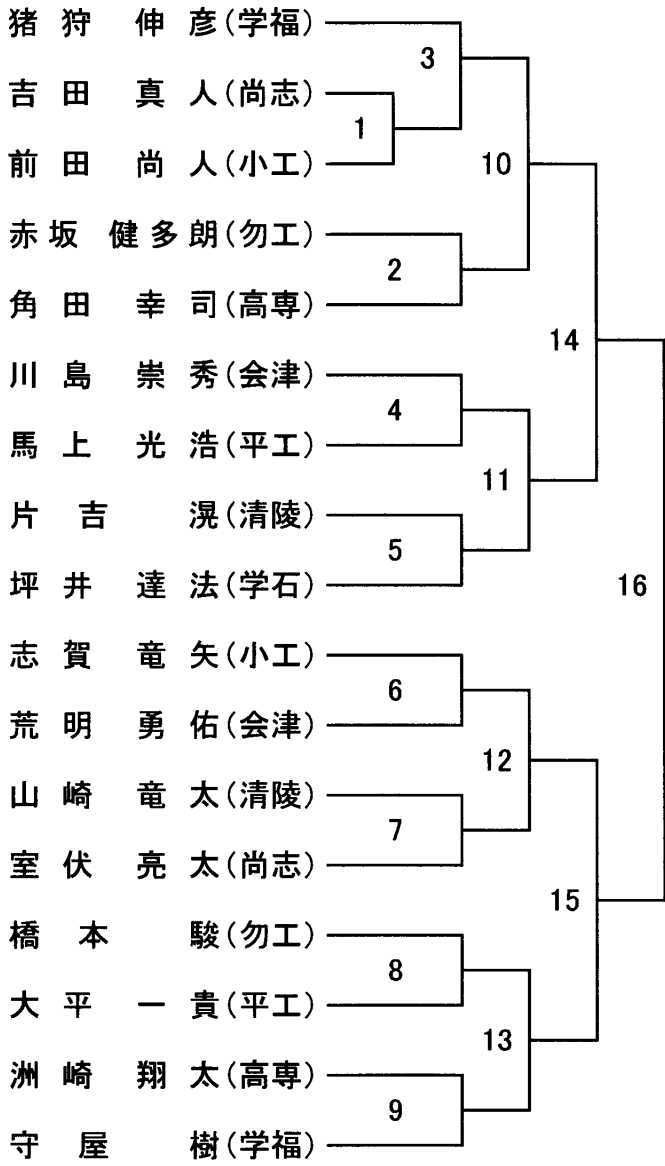 猪狩 伸彦(学福)
3
吉田 真人(尚志)
1
前田 尚人(小工)
10
赤坂 健多朗(勿工)
2
角田 幸司(高専)
14
川島 崇秀(会津)
4
馬上 光浩(平工)
11
片吉 滉(清陵)
5
坪井 達法(学石)
16
志賀 竜矢(小工)
6
荒明 勇佑(会津)
12
山崎 竜太(清陵)
7
室伏 亮太(尚志)
15
橋本 駿(勿工)
8
大平 一貴(平工)
13
洲崎 翔太(高専)
9
守屋 樹(学福)